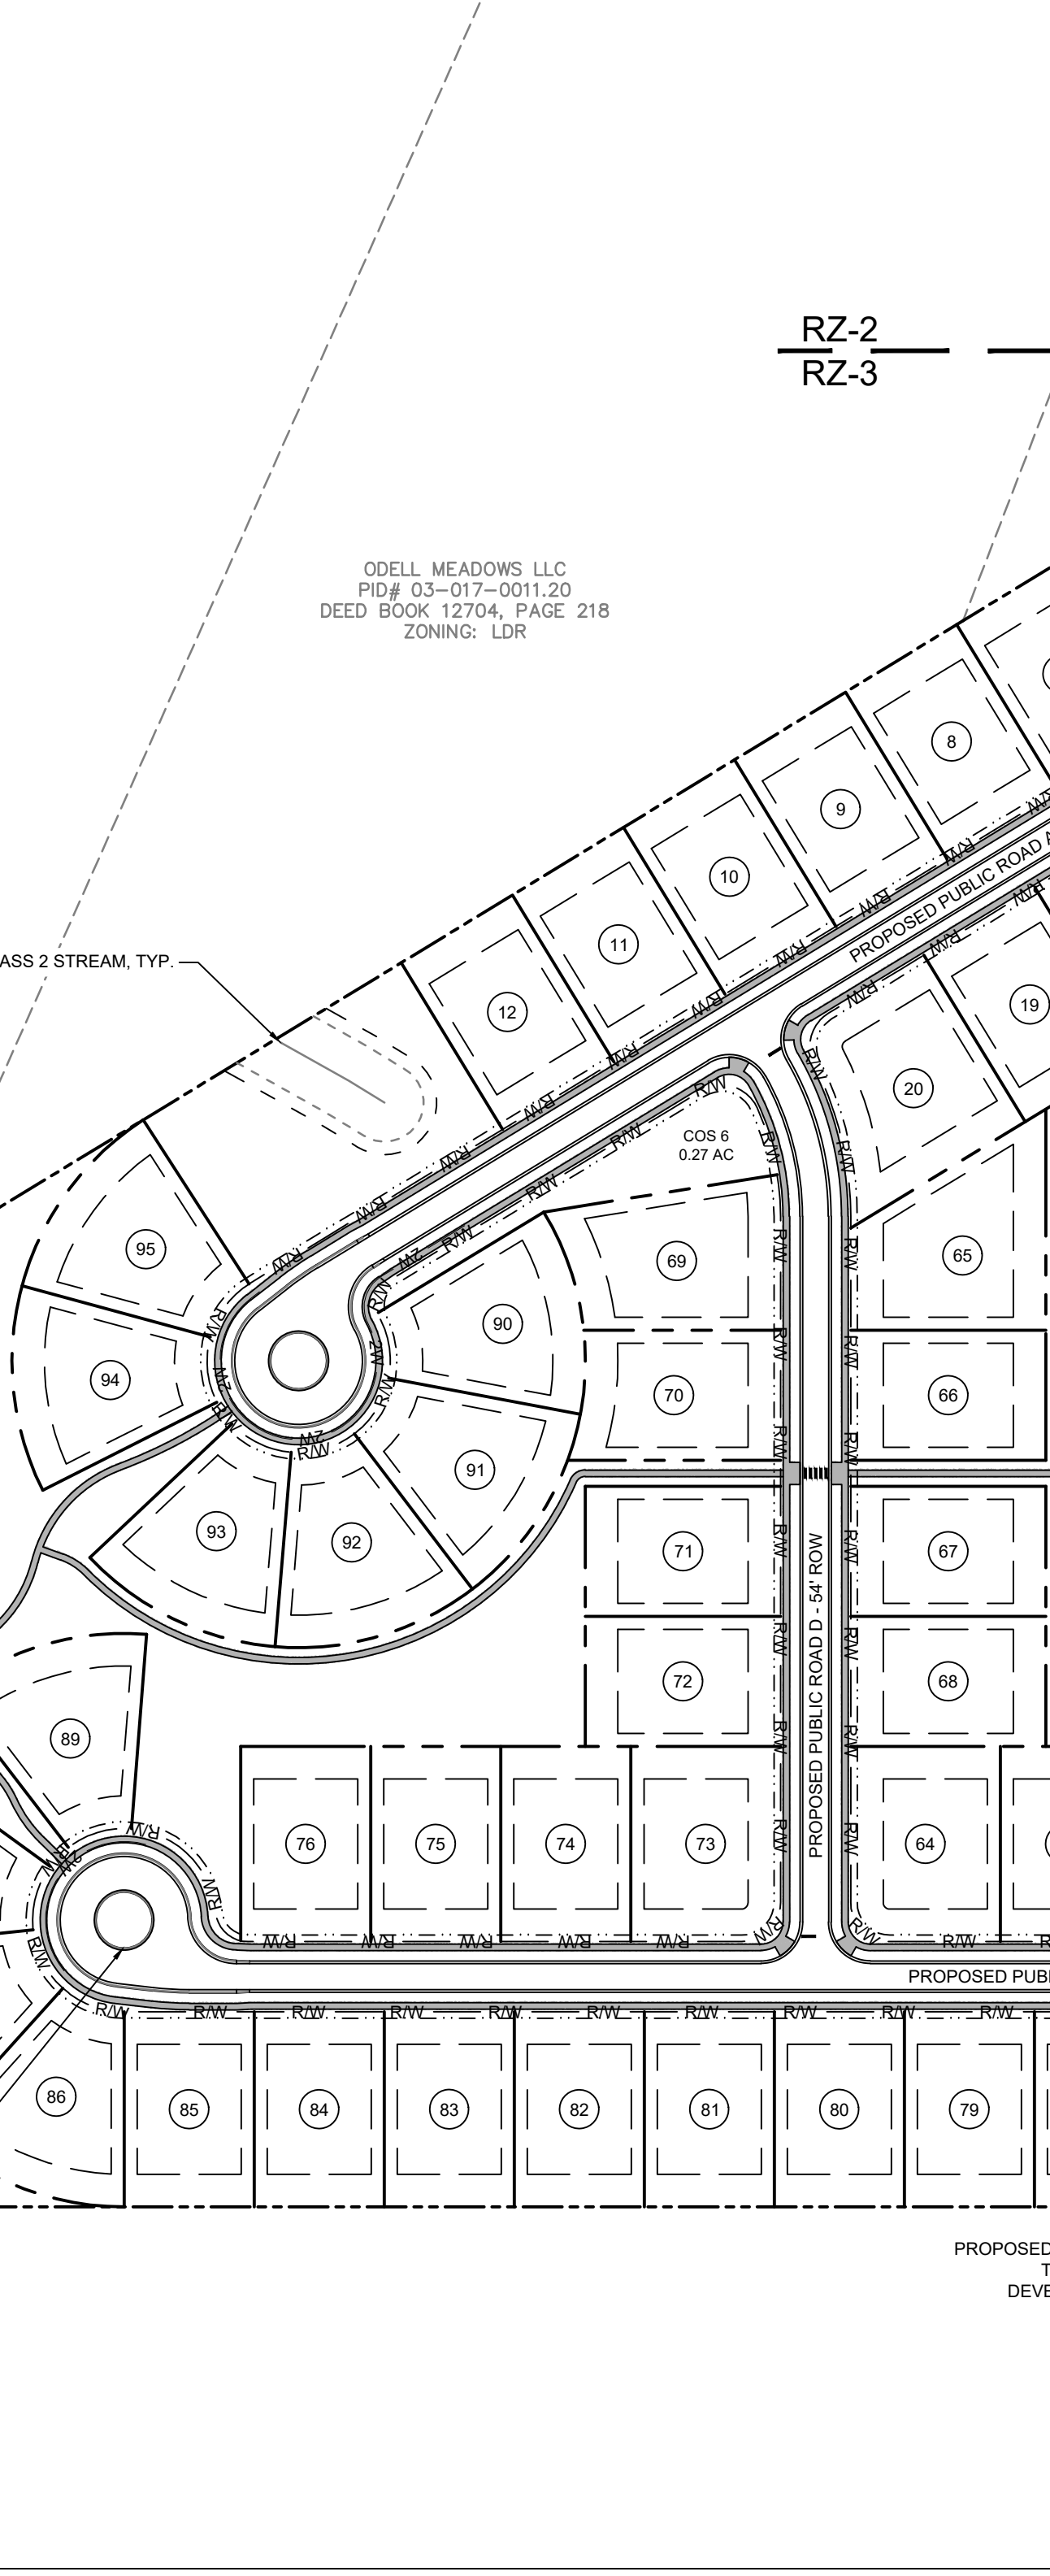 RZ-2
RZ-3
ODELL MEADOWS LLC
PID# 03-017-0011.20
DEED BOOK 12704, PAGE 218
ZONING: LDR
8
9
10
11
12
ASS 2 STREAM, TYP.
PROPOSED PUBLIC ROAD A
19
20
COS 6
0.27 AC
95
94
90
91
93
92
69
70
65
66
71
72
67
68
PROPOSED PUBLIC ROAD D - 54' ROW
89
76
75
74
73
64
PROPOSED PUB
R/W
R/W
R/W
R/W
R/W
R/W
R/W
R/W
R/W
R/W
86
85
84
83
82
81
80
79
PROPOSED
T
DEVE